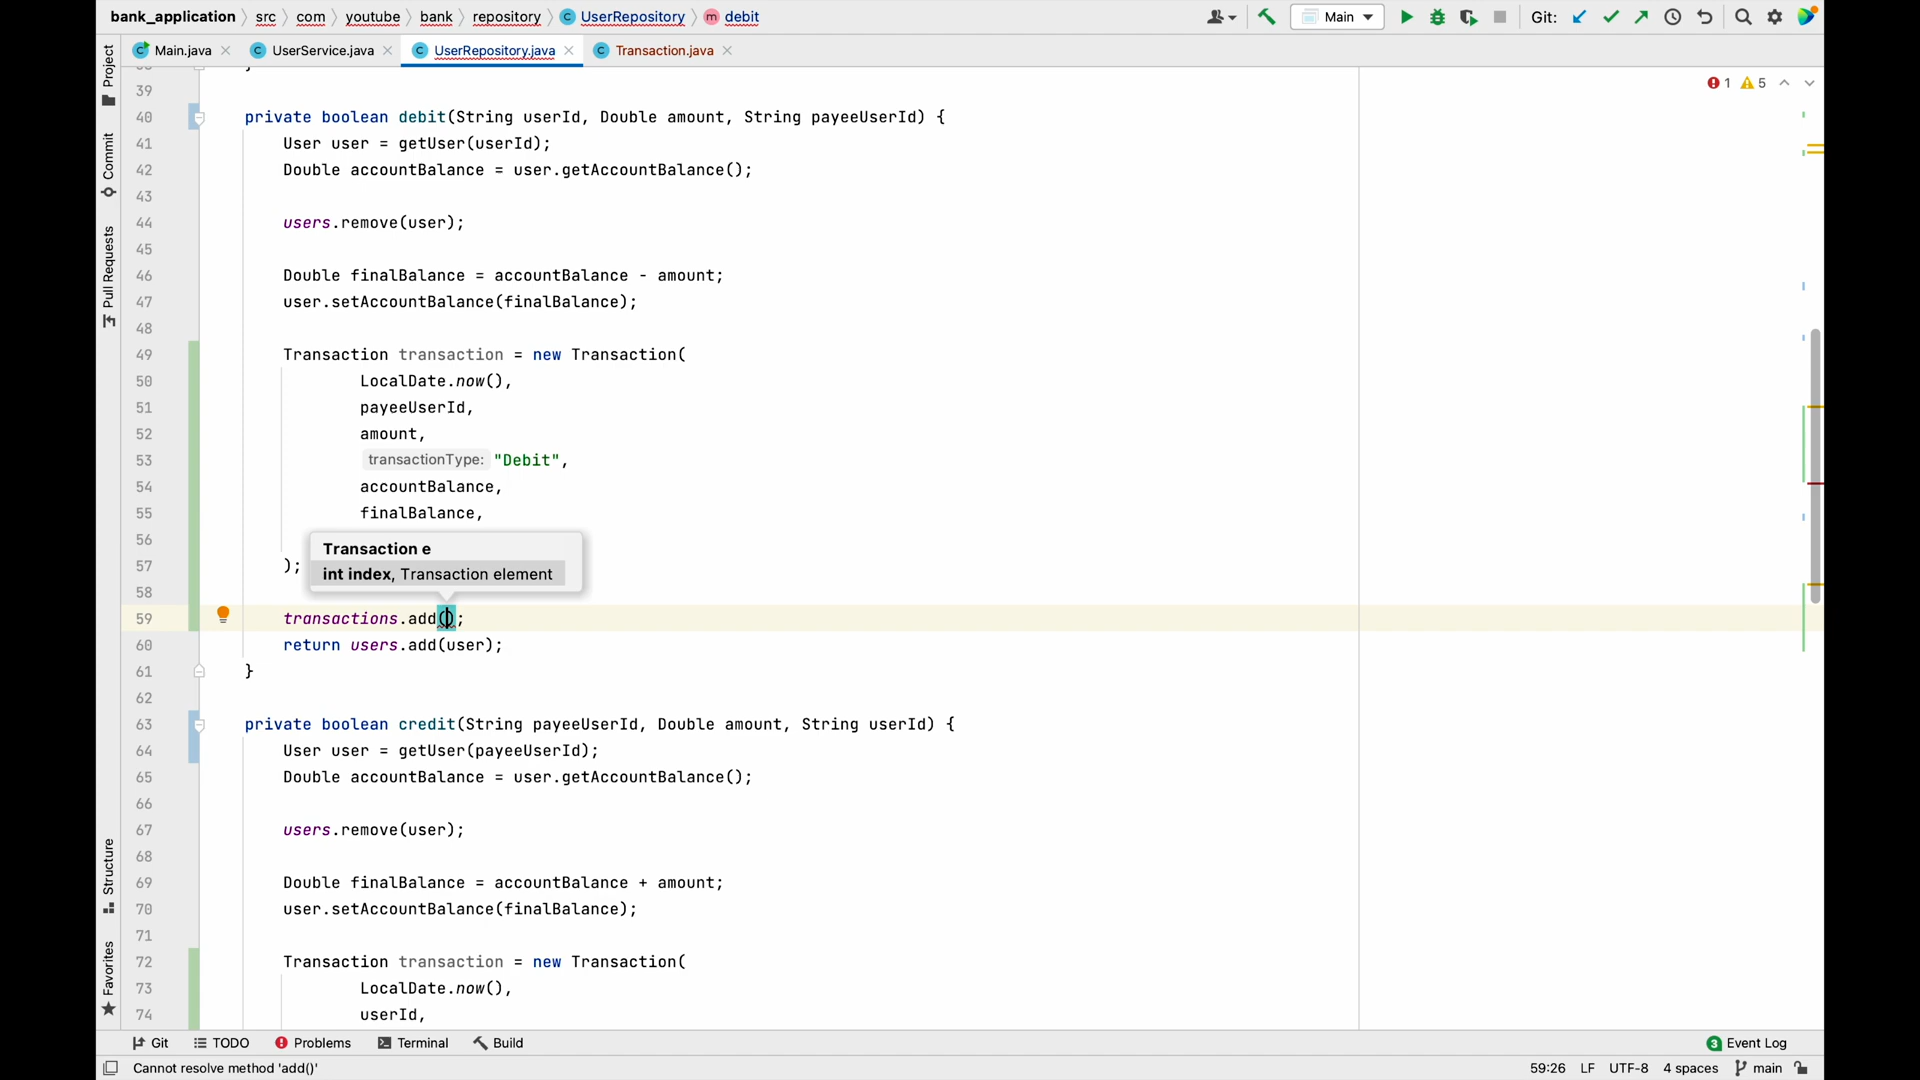 bank_application src com youtube bank repository UserRepository debit Main Git:
Main.java UserService.java UserRepository.java Transaction.java
Project
Commit
Pull Requests
Structure
Favorites
1 5
39
40 private boolean debit(String userId, Double amount, String payeeUserId) {
41 User user = getUser(userId);
42 Double accountBalance = user.getAccountBalance();
43
44 users.remove(user);
45
46 Double finalBalance = accountBalance - amount;
47 user.setAccountBalance(finalBalance);
48
49 Transaction transaction = new Transaction(
50 LocalDate.now(),
51 payeeUserId,
52 amount,
53 transactionType: "Debit",
54 accountBalance,
55 finalBalance,
56
Transaction e
57 );
int index, Transaction element
58
59 transactions.add();
60 return users.add(user);
61 }
62
63 private boolean credit(String payeeUserId, Double amount, String userId) {
64 User user = getUser(payeeUserId);
65 Double accountBalance = user.getAccountBalance();
66
67 users.remove(user);
68
69 Double finalBalance = accountBalance + amount;
70 user.setAccountBalance(finalBalance);
71
72 Transaction transaction = new Transaction(
73 LocalDate.now(),
74 userId,
Git TODO Problems Terminal Build 3 Event Log
Cannot resolve method 'add()' 59:26 LF UTF-8 4 spaces main